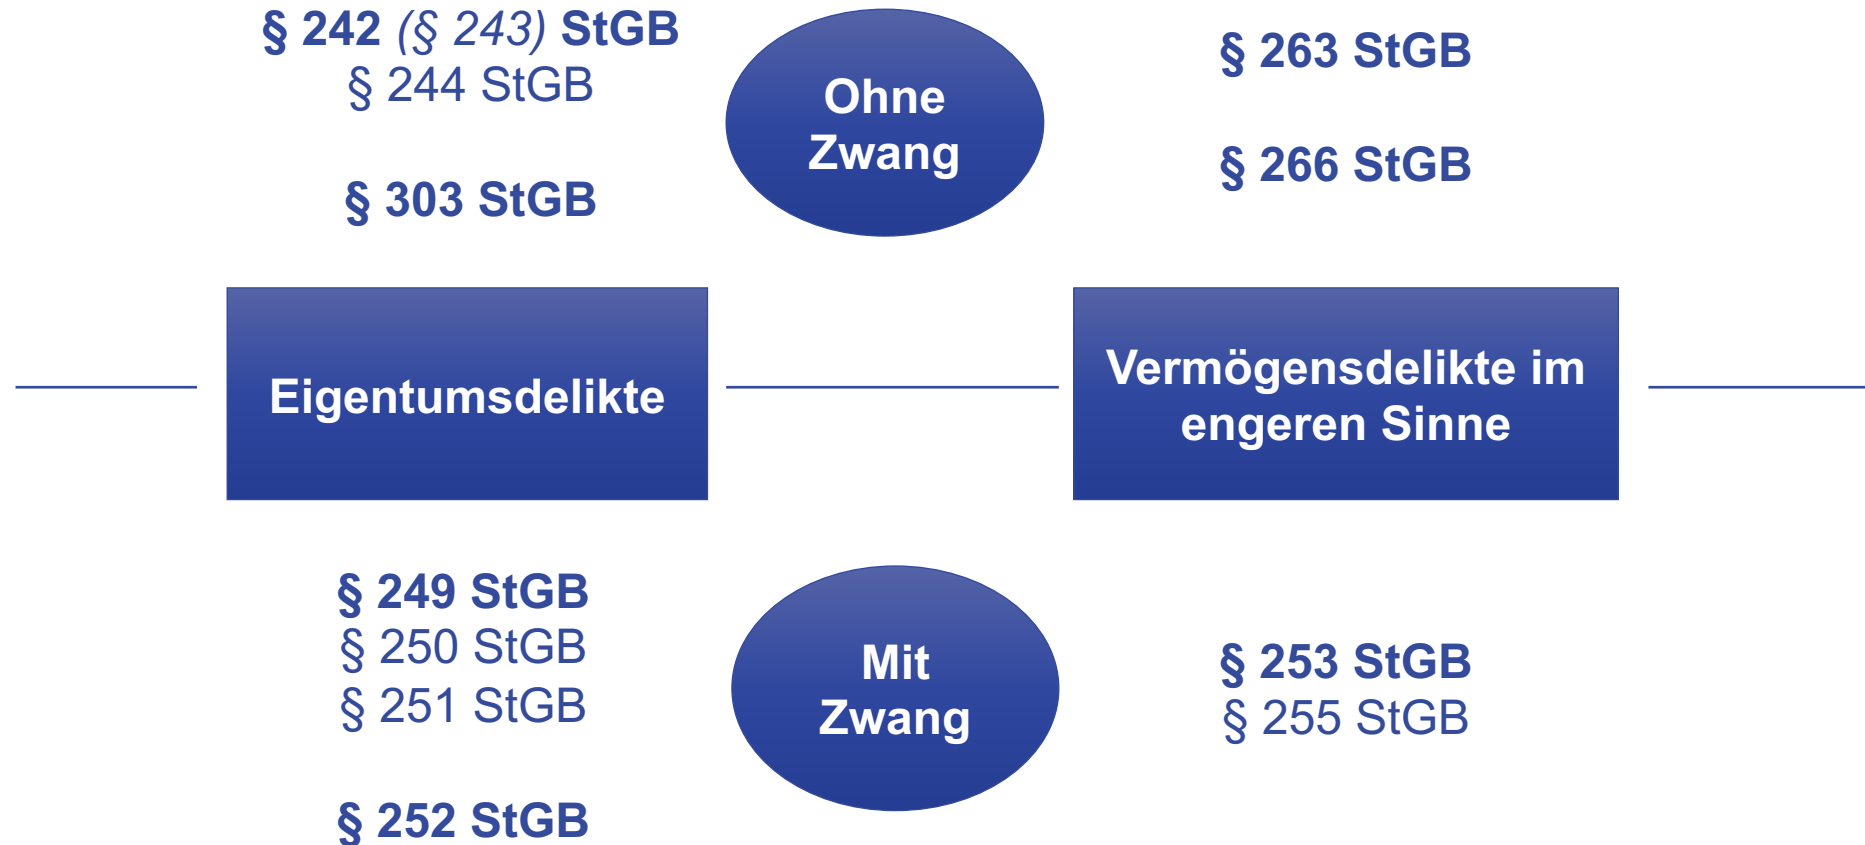 § 242 (§ 243) StGB
§ 244 StGB
§ 303 StGB
Ohne
Zwang
§ 263 StGB
§ 266 StGB
Eigentumsdelikte
Vermögensdelikte im
engeren Sinne
§ 249 StGB
§ 250 StGB
§ 251 StGB
§ 252 StGB
Mit
Zwang
§ 253 StGB
§ 255 StGB